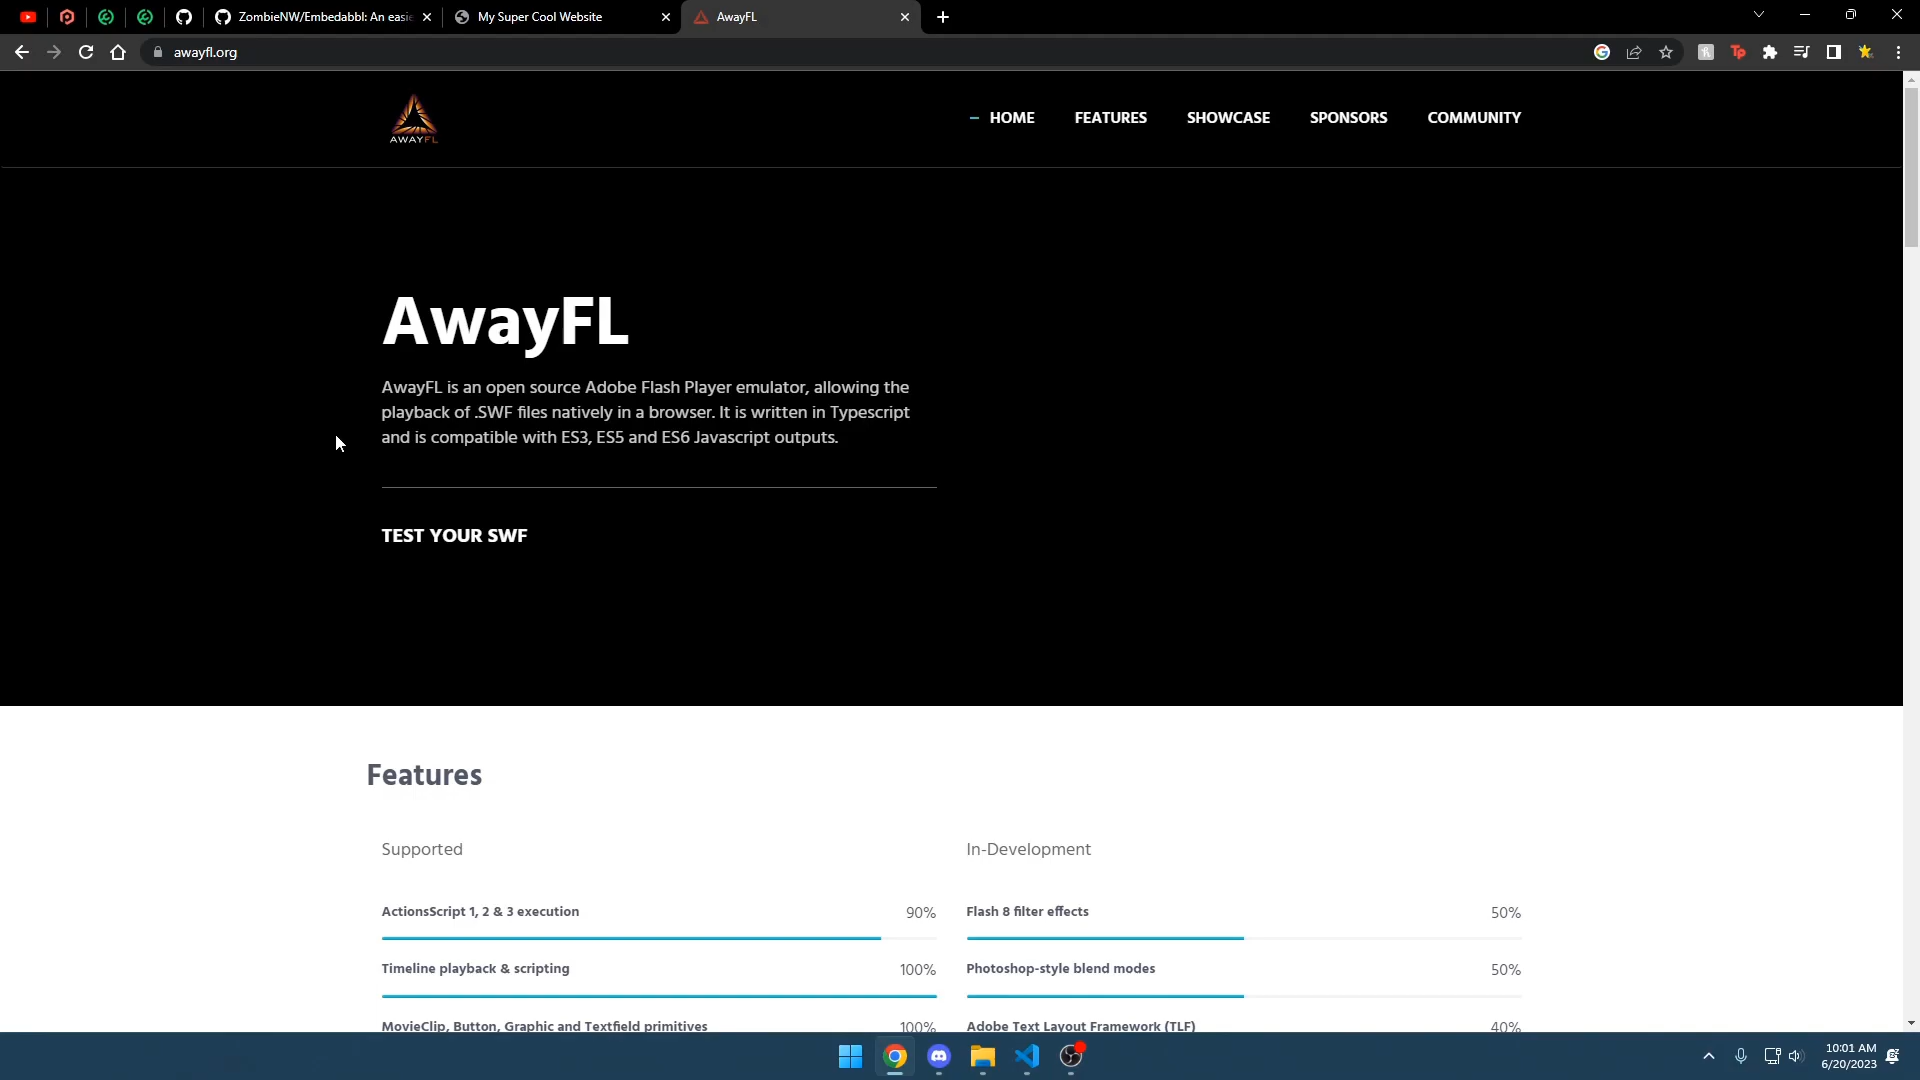 ZombieNW/Embedabbl: An easie
My Super Cool Website
AwayFL
awayfl.org
Tp
AWAYFL
HOME
FEATURES
SHOWCASE
SPONSORS
COMMUNITY
AwayFL
AwayFL is an open source Adobe Flash Player emulator, allowing the
playback of .SWF files natively in a browser. It is written in Typescript
and is compatible with ES3, ES5 and ES6 Javascript outputs.
TEST YOUR SWF
Features
Supported
In-Development
ActionsScript 1, 2 & 3 execution 90%
Flash 8 filter effects 50%
Timeline playback & scripting 100%
Photoshop-style blend modes 50%
MovieClip, Button, Graphic and Textfield primitives 100%
Adobe Text Layout Framework (TLF) 40%
10:01 AM
6/20/2023